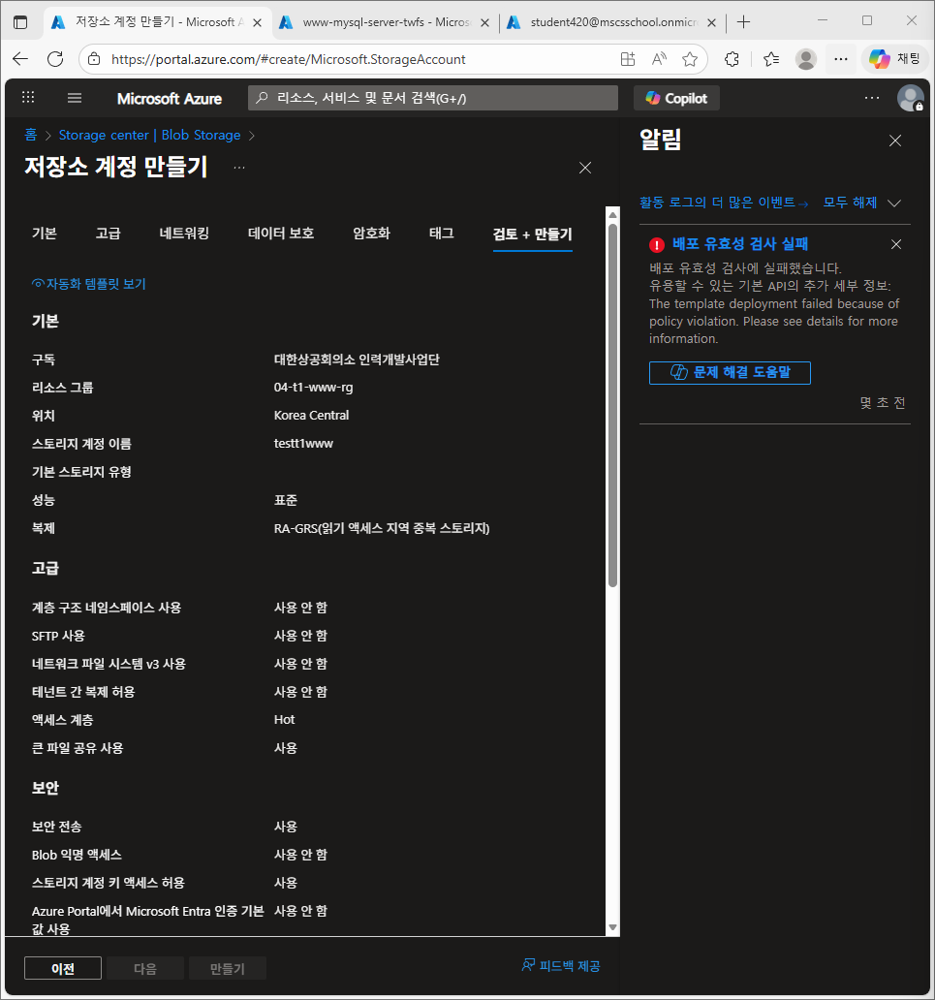 저장소 계정 만들기 - Microsoft A
www-mysql-server-twfs - Micros
student420@mscsschool.onmicr
https://portal.azure.com/#create/Microsoft.StorageAccount
채팅
Microsoft Azure
리소스, 서비스 및 문서 검색(G+/)
Copilot
홈 > Storage center | Blob Storage >
저장소 계정 만들기 ...
기본 고급 네트워킹 데이터 보호 암호화 태그 검토 + 만들기
자동화 템플릿 보기
기본
구독 대한상공회의소 인력개발사업단
리소스 그룹 04-t1-www-rg
위치 Korea Central
스토리지 계정 이름 testt1www
기본 스토리지 유형
성능 표준
복제 RA-GRS(읽기 액세스 지역 중복 스토리지)
고급
계층 구조 네임스페이스 사용 사용 안 함
SFTP 사용 사용 안 함
네트워크 파일 시스템 v3 사용 사용 안 함
테넌트 간 복제 허용 사용 안 함
액세스 계층 Hot
큰 파일 공유 사용 사용
보안
보안 전송 사용
Blob 익명 액세스 사용 안 함
스토리지 계정 키 액세스 허용 사용
Azure Portal에서 Microsoft Entra 인증 기본 사용 안 함
값 사용
이전 다음 만들기 피드백 제공
알림
활동 로그의 더 많은 이벤트→ 모두 해제
배포 유효성 검사 실패
배포 유효성 검사에 실패했습니다.
유용할 수 있는 기본 API의 추가 세부 정보:
The template deployment failed because of
policy violation. Please see details for more
information.
문제 해결 도움말
몇 초 전